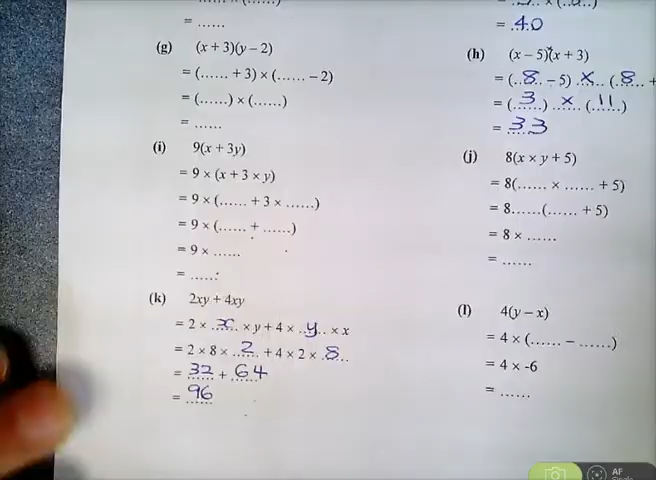 = ......
= 40
(g) (x + 3)(y – 2)
= (...... + 3) × (...... – 2)
= (......) × (......)
= ......
(h) (x – 5)(x + 3)
= (..8.. – 5) ..×.. (..8.. +
= (..3..) ..×.. (..11..)
= 33
(i) 9(x + 3y)
= 9 × (x + 3 × y)
= 9 × (...... + 3 × ......)
= 9 × (...... + ......)
= 9 × ......
= ......
(j) 8(x × y + 5)
= 8(...... × ...... + 5)
= 8......(...... + 5)
= 8 × ......
= ......
(k) 2xy + 4xy
= 2 × ..x.. × y + 4 × ..y.. × x
= 2 × 8 × ..2.. + 4 × 2 × ..8..
= 32 + 64
= 96
(l) 4(y – x)
= 4 × (...... – ......)
= 4 × -6
= ......
AF
Single